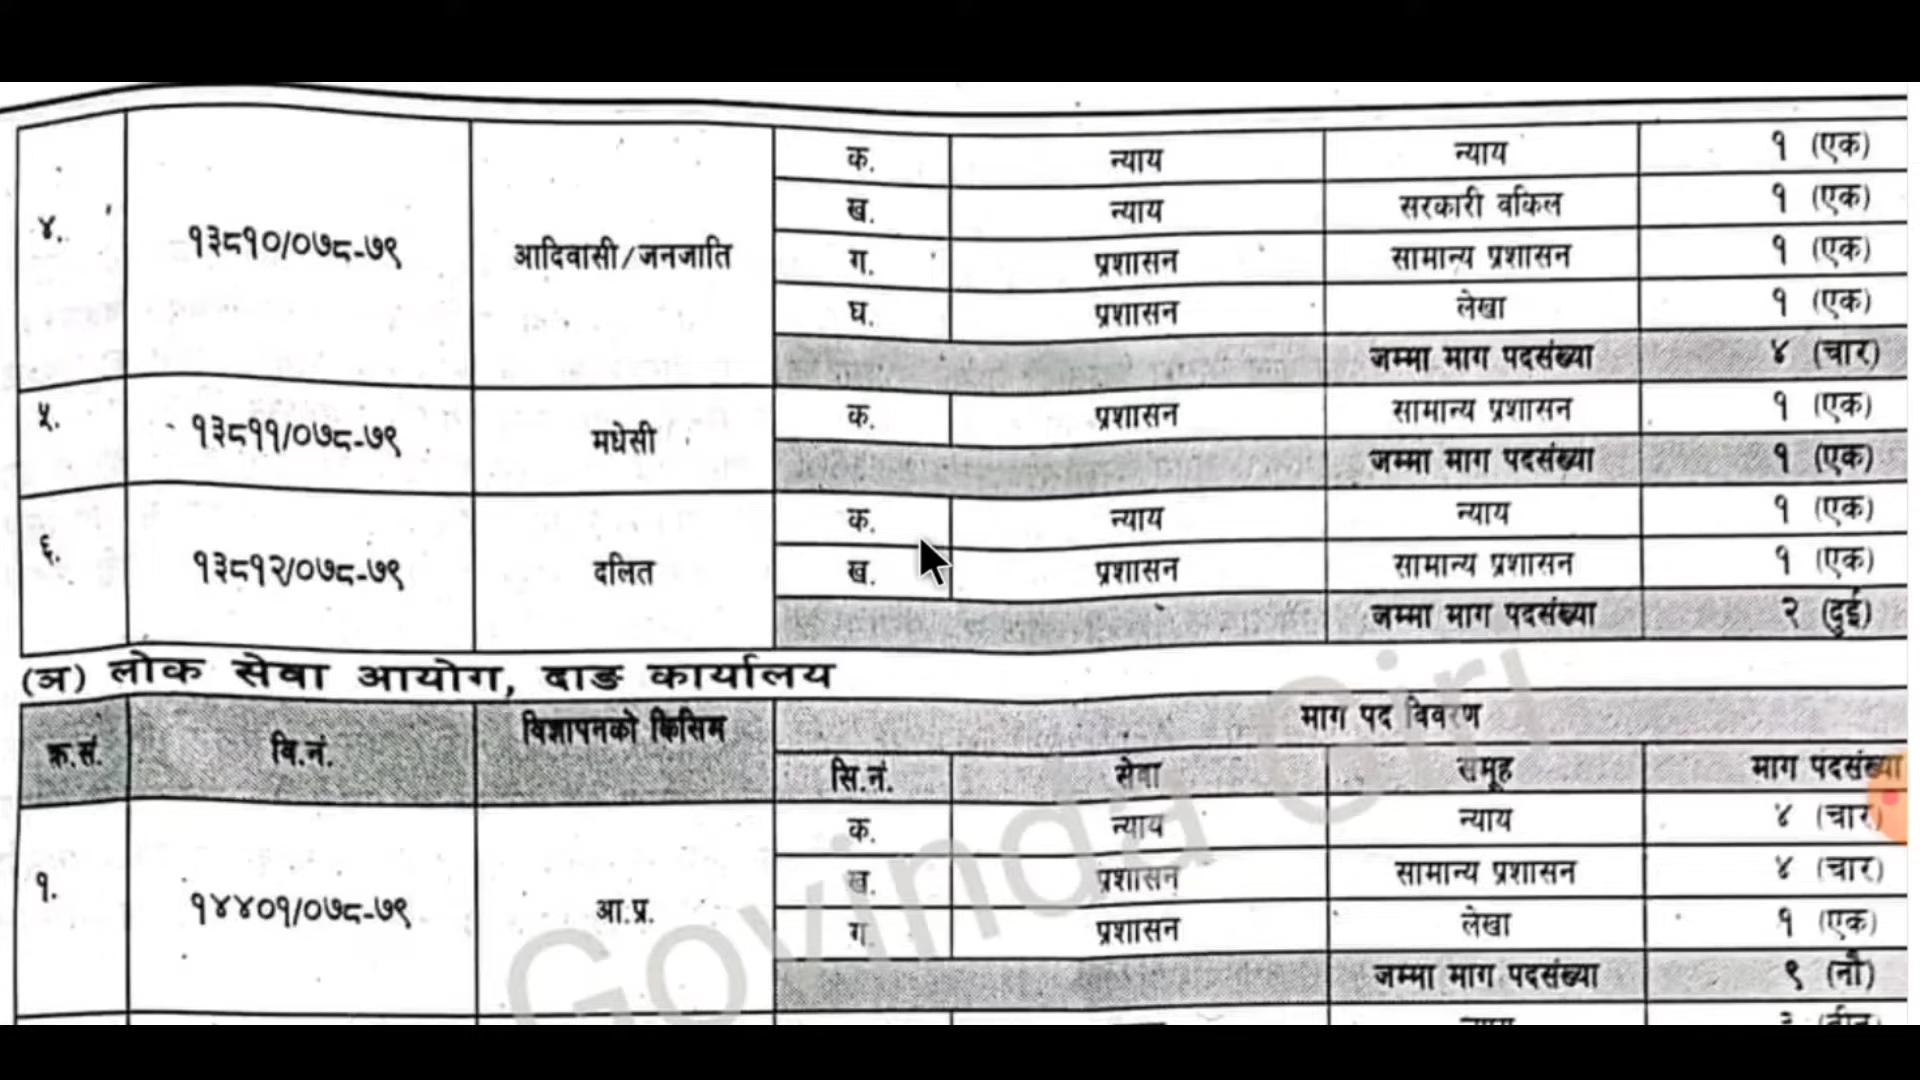 ४. १३८१०/०७८-७९ आदिवासी/जनजाति क. न्याय न्याय १ (एक)
ख. न्याय सरकारी वकिल १ (एक)
ग. प्रशासन सामान्य प्रशासन १ (एक)
घ. प्रशासन लेखा १ (एक)
जम्मा माग पदसंख्या ४ (चार)
५. १३८११/०७८-७९ मधेसी क. प्रशासन सामान्य प्रशासन १ (एक)
जम्मा माग पदसंख्या १ (एक)
६. १३८१२/०७८-७९ दलित क. न्याय न्याय १ (एक)
ख. प्रशासन सामान्य प्रशासन १ (एक)
जम्मा माग पदसंख्या २ (दुई)
(ञ) लोक सेवा आयोग, दाङ कार्यालय
क्र.सं. वि.नं. विज्ञापनको किसिम माग पद विवरण
सि.नं. सेवा समूह माग पदसंख्या
१. १४४०१/०७८-७९ आ.प्र. क. न्याय न्याय ४ (चार)
ख. प्रशासन सामान्य प्रशासन ४ (चार)
ग. प्रशासन लेखा १ (एक)
जम्मा माग पदसंख्या ९ (नौ)
Govinda Giri